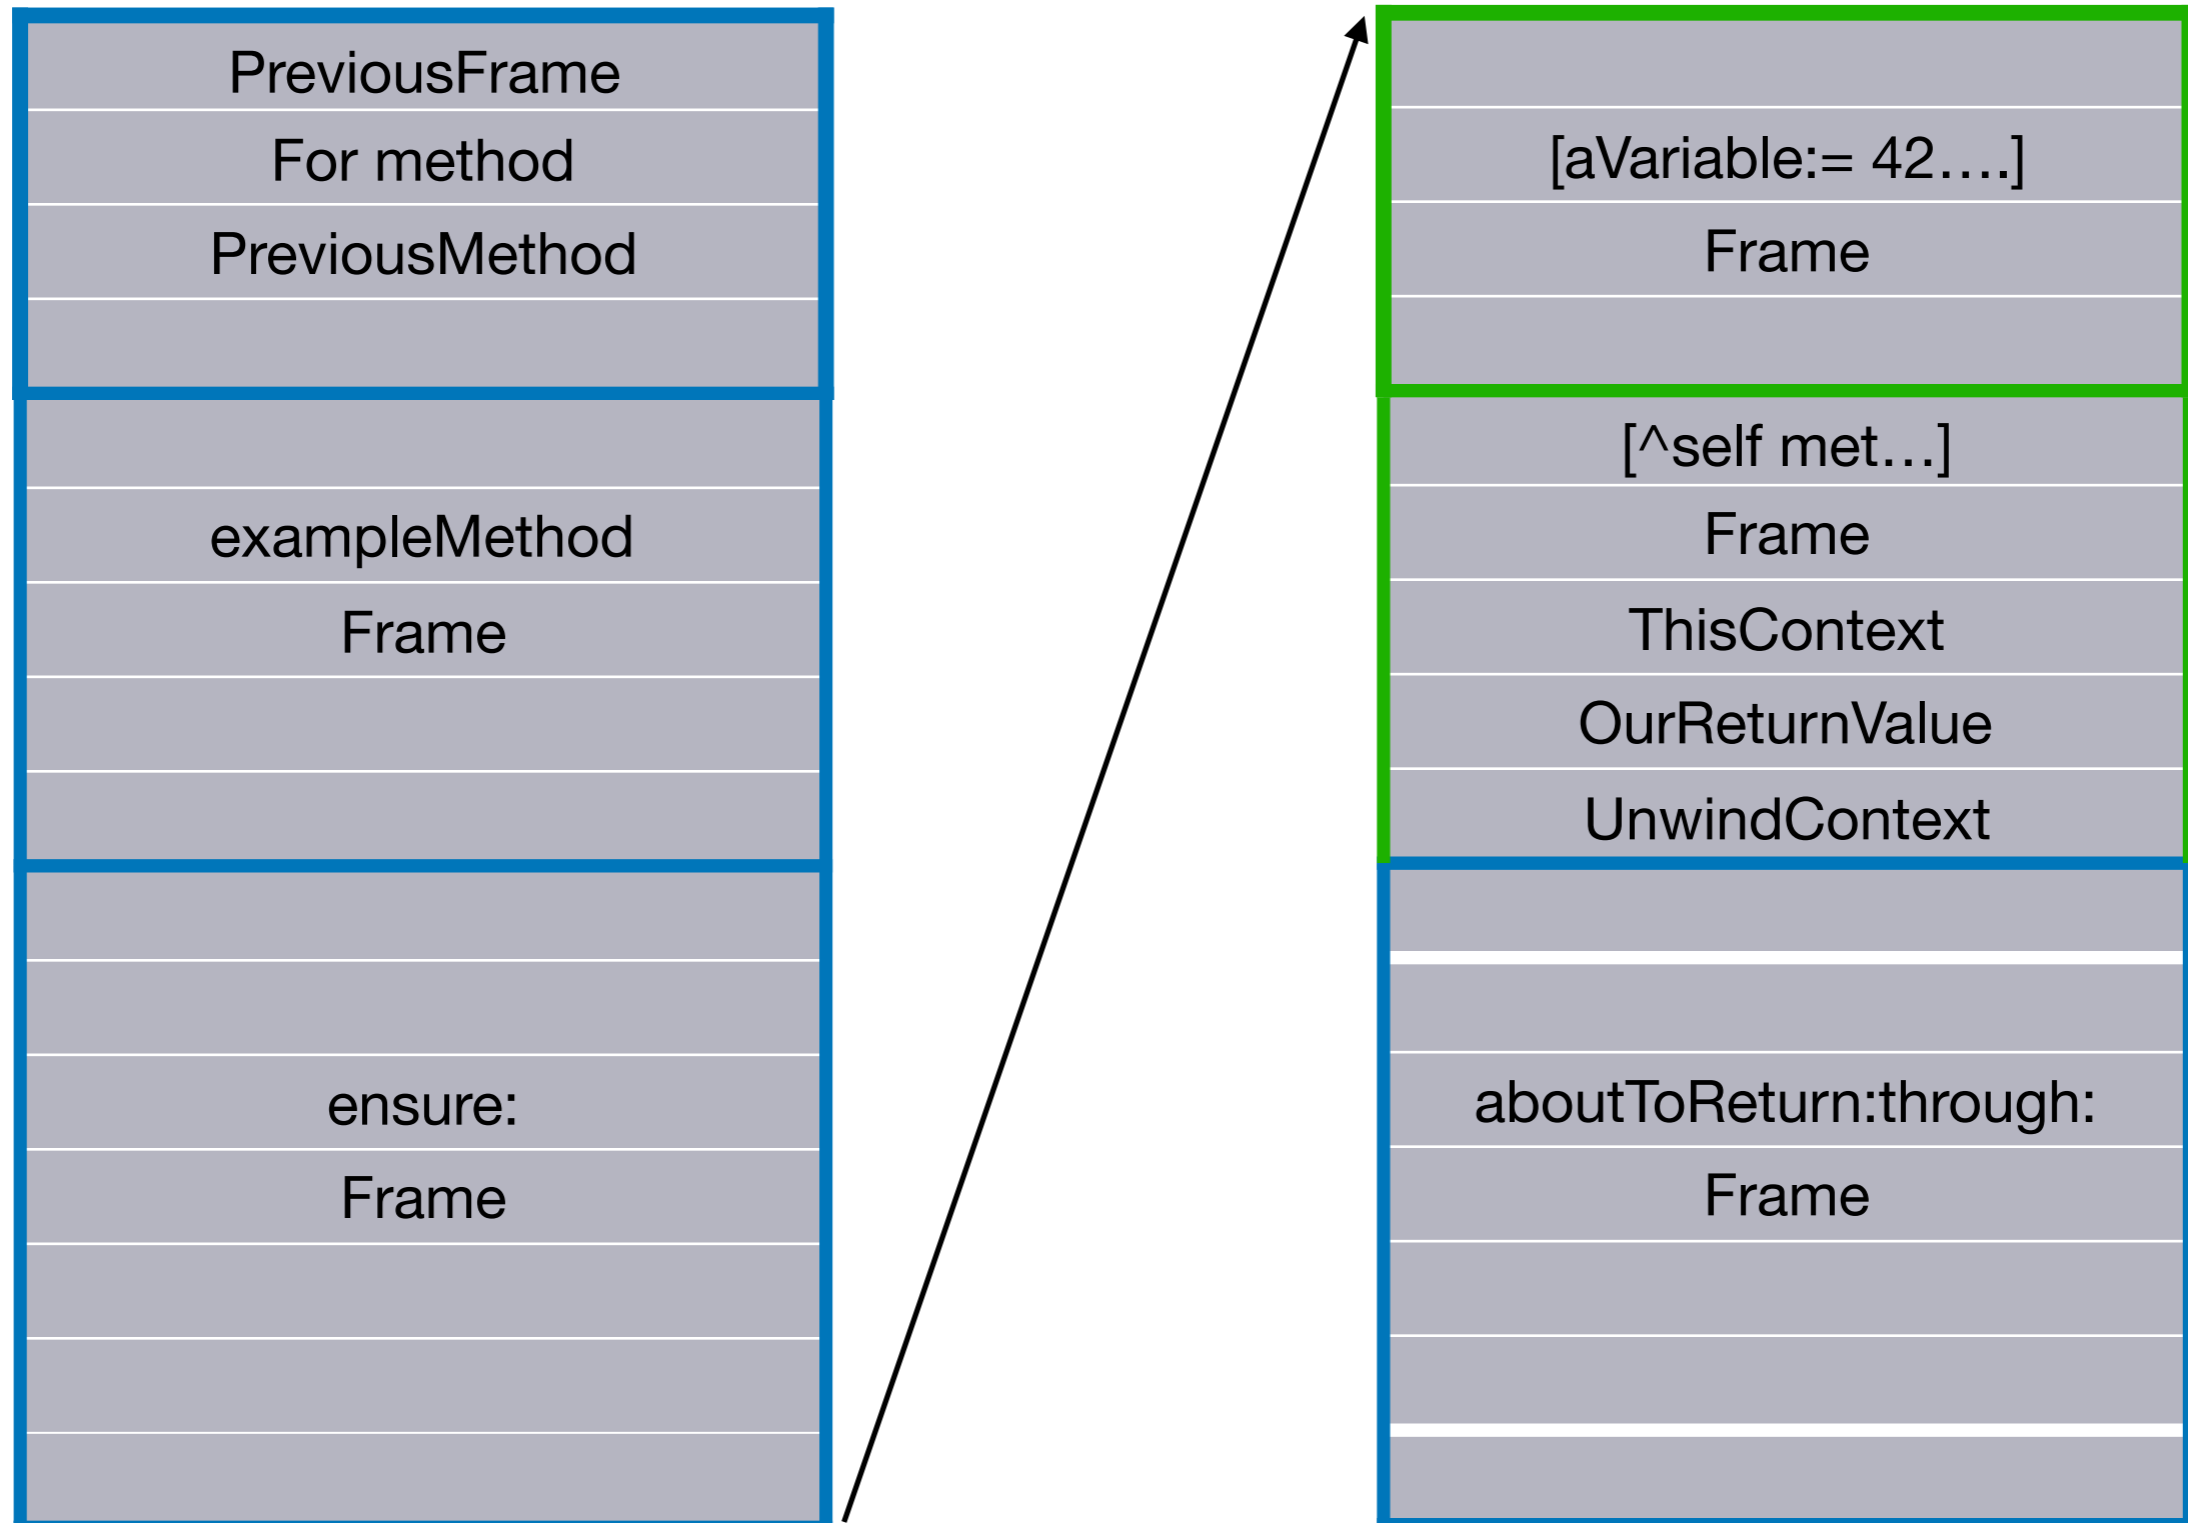 PreviousFrame
For method
PreviousMethod
exampleMethod
Frame
ensure:
Frame
[aVariable:= 42....]
Frame
[^self met...]
Frame
ThisContext
OurReturnValue
UnwindContext
aboutToReturn:through:
Frame